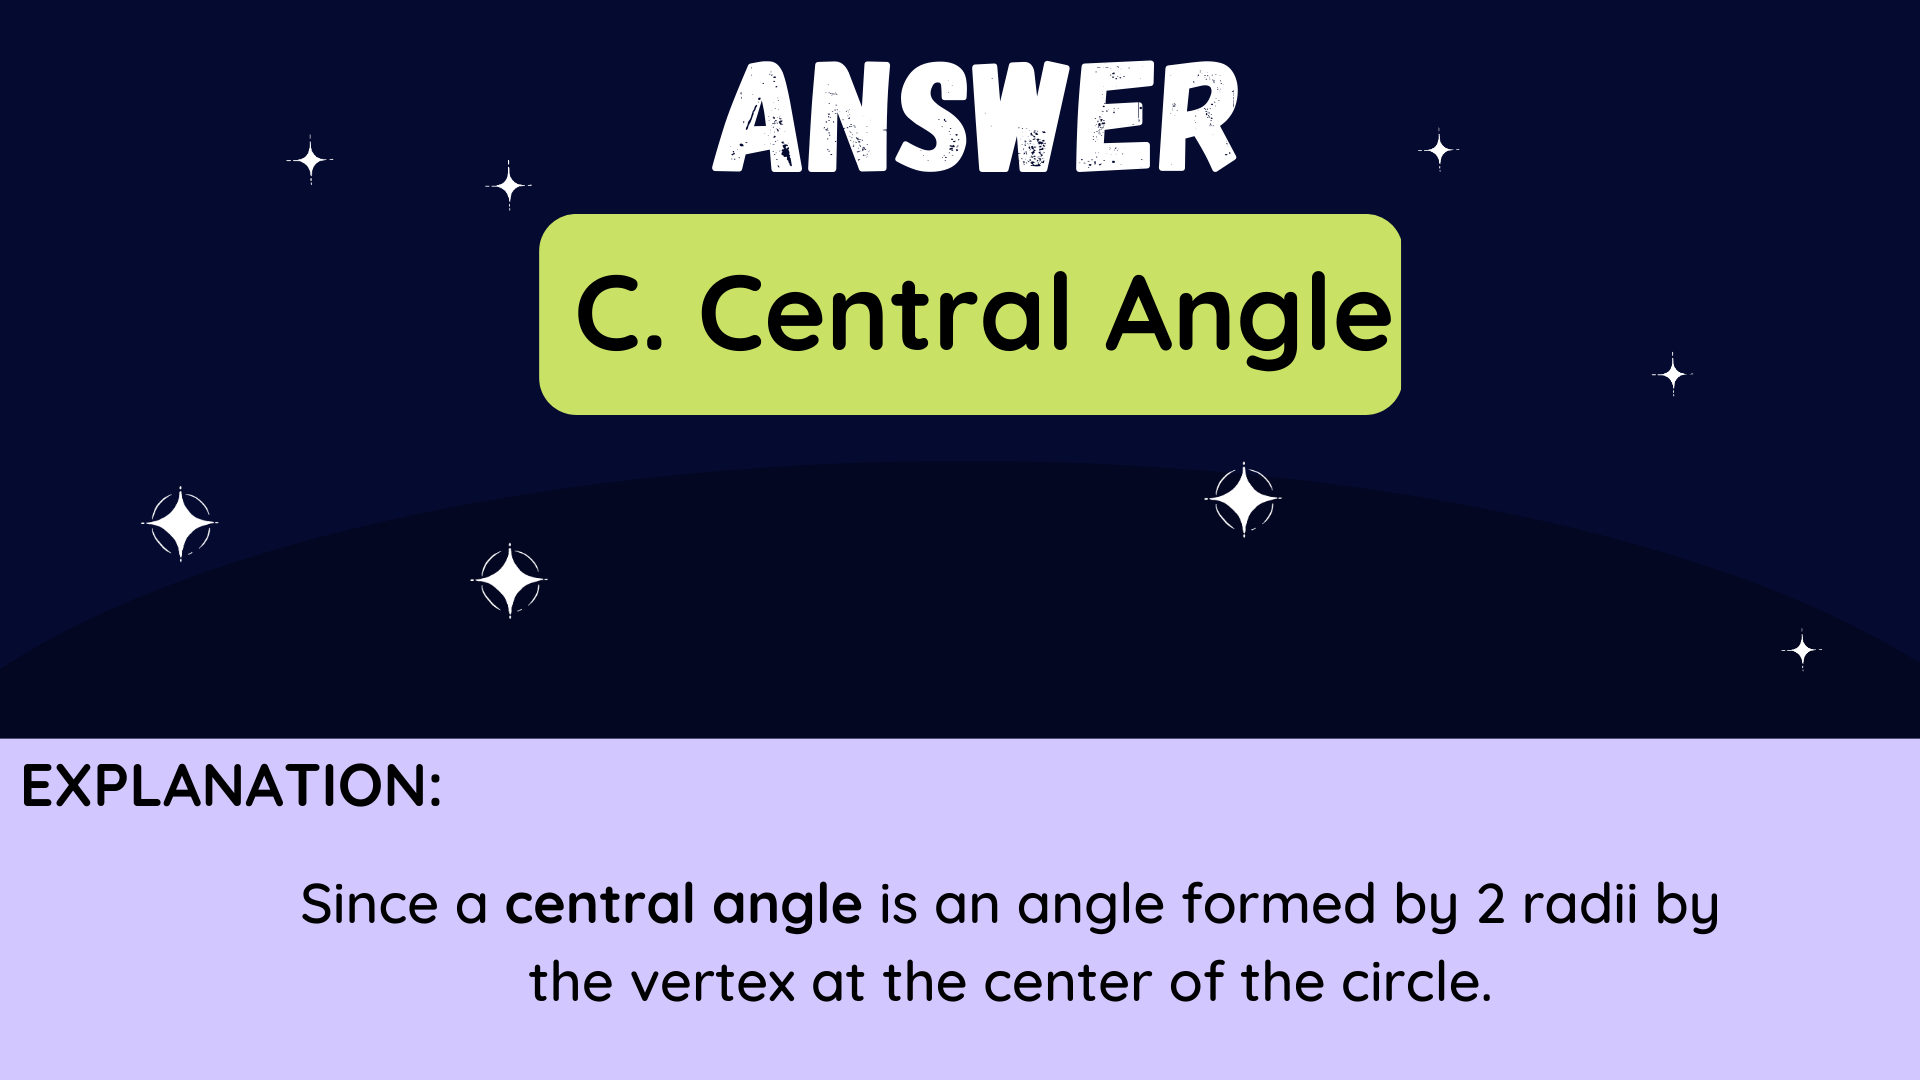 ANSWER
C. Central Angle
EXPLANATION:
Since a central angle is an angle formed by 2 radii by
the vertex at the center of the circle.